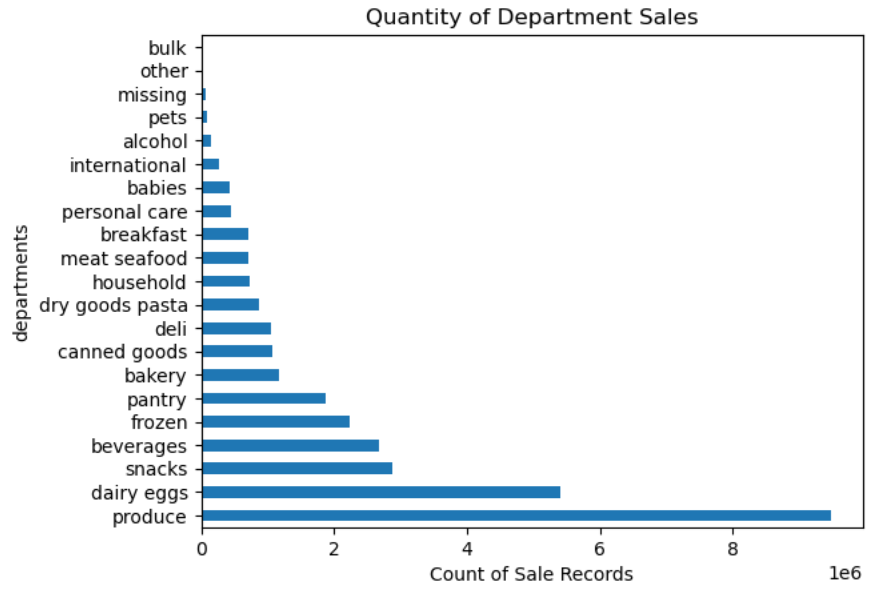 Quantity of Department Sales
departments
bulk
other
missing
pets
alcohol
international
babies
personal care
breakfast
meat seafood
household
dry goods pasta
deli
canned goods
bakery
pantry
frozen
beverages
snacks
dairy eggs
produce
0 2 4 6 8
1e6
Count of Sale Records